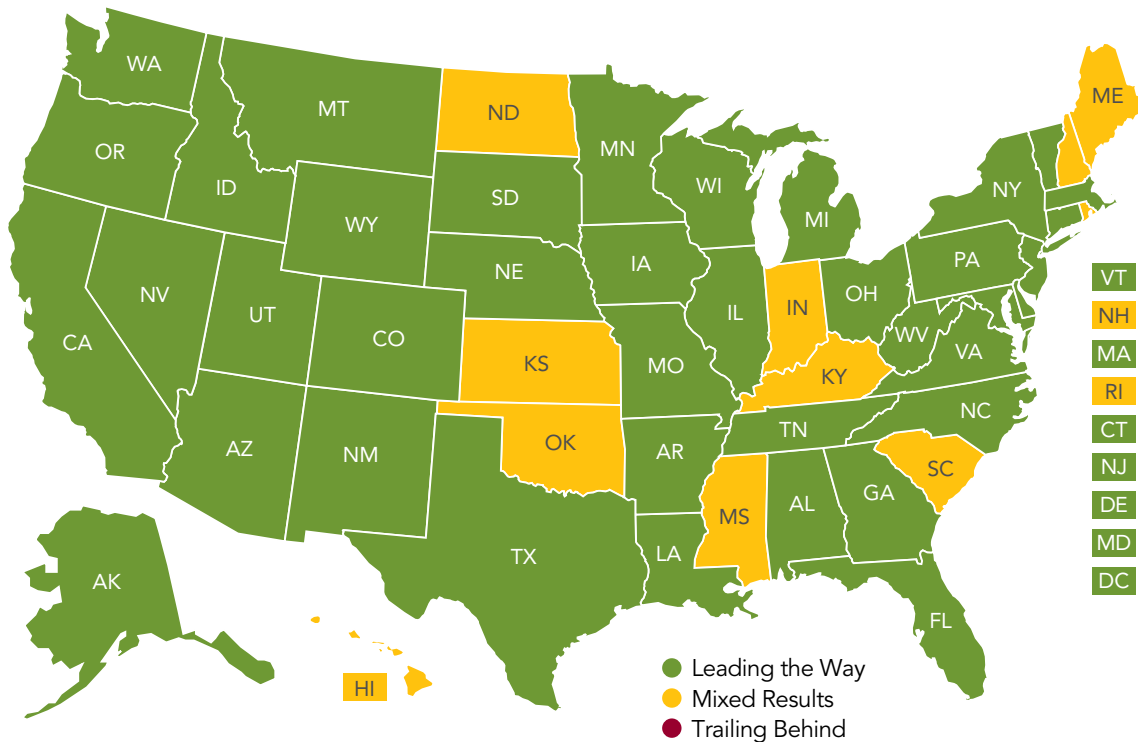 WA
MT
ND
ME
OR
MN
ID
SD
WI
NY
WY
MI
IA
NE
PA
NV
OH
VT
UT
IL
IN
NH
CA
CO
WV
VA
MA
KS
MO
KY
RI
NC
CT
TN
AZ
NM
OK
AR
SC
NJ
GA
DE
MS
AL
MD
TX
LA
DC
AK
FL
HI
Leading the Way
Mixed Results
Trailing Behind